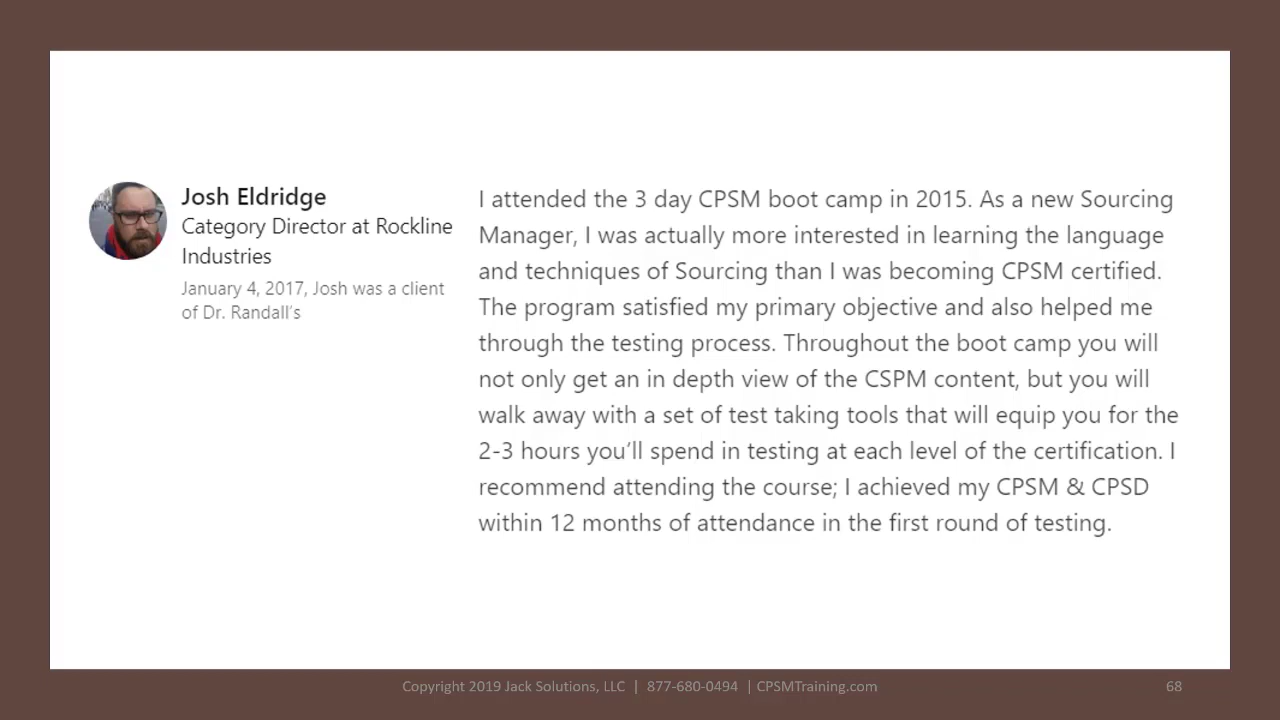 Josh Eldridge
Category Director at Rockline
Industries
January 4, 2017, Josh was a client
of Dr. Randall's
I attended the 3 day CPSM boot camp in 2015. As a new Sourcing
Manager, I was actually more interested in learning the language
and techniques of Sourcing than I was becoming CPSM certified.
The program satisfied my primary objective and also helped me
through the testing process. Throughout the boot camp you will
not only get an in depth view of the CSPM content, but you will
walk away with a set of test taking tools that will equip you for the
2-3 hours you'll spend in testing at each level of the certification. I
recommend attending the course; I achieved my CPSM & CPSD
within 12 months of attendance in the first round of testing.
Copyright 2019 Jack Solutions, LLC | 877-680-0494 | CPSMTraining.com
68